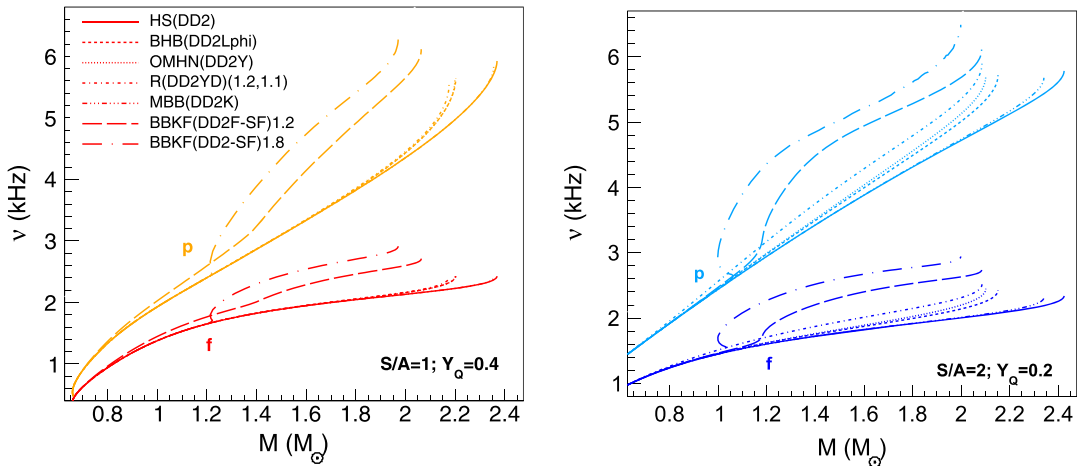 HS(DD2)
BHB(DD2Lphi)
OMHN(DD2Y)
R(DD2YD)(1.2,1.1)
MBB(DD2K)
BBKF(DD2F-SF)1.2
BBKF(DD2-SF)1.8
6
5
4
3
2
1
ν (kHz)
p
f
S/A=1; Y_Q=0.4
0.8 1 1.2 1.4 1.6 1.8 2 2.2 2.4
M (M_⊙)
6
5
4
3
2
1
ν (kHz)
p
f
S/A=2; Y_Q=0.2
0.8 1 1.2 1.4 1.6 1.8 2 2.2 2.4
M (M_⊙)